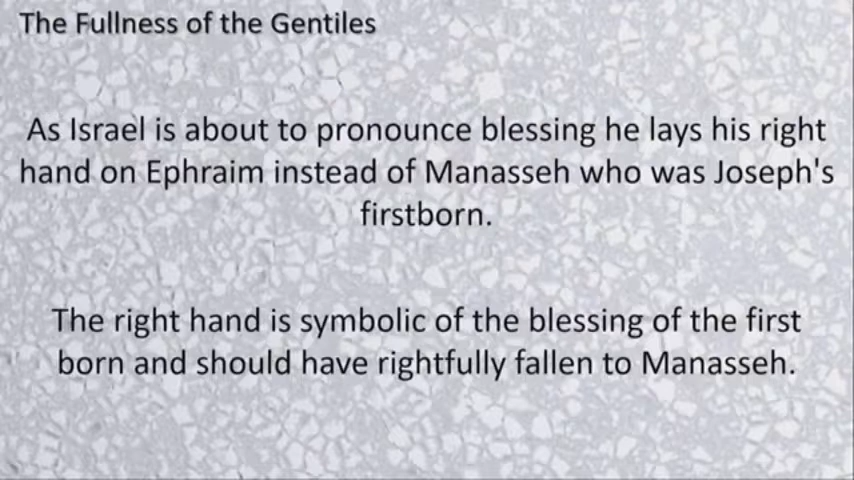 The Fullness of the Gentiles
As Israel is about to pronounce blessing he lays his right
hand on Ephraim instead of Manasseh who was Joseph's
firstborn.
The right hand is symbolic of the blessing of the first
born and should have rightfully fallen to Manasseh.